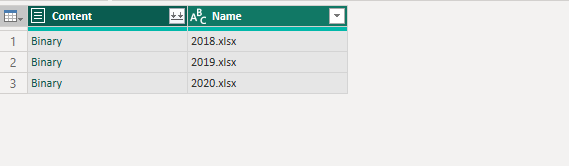 Content ABC Name
1 Binary 2018.xlsx
2 Binary 2019.xlsx
3 Binary 2020.xlsx